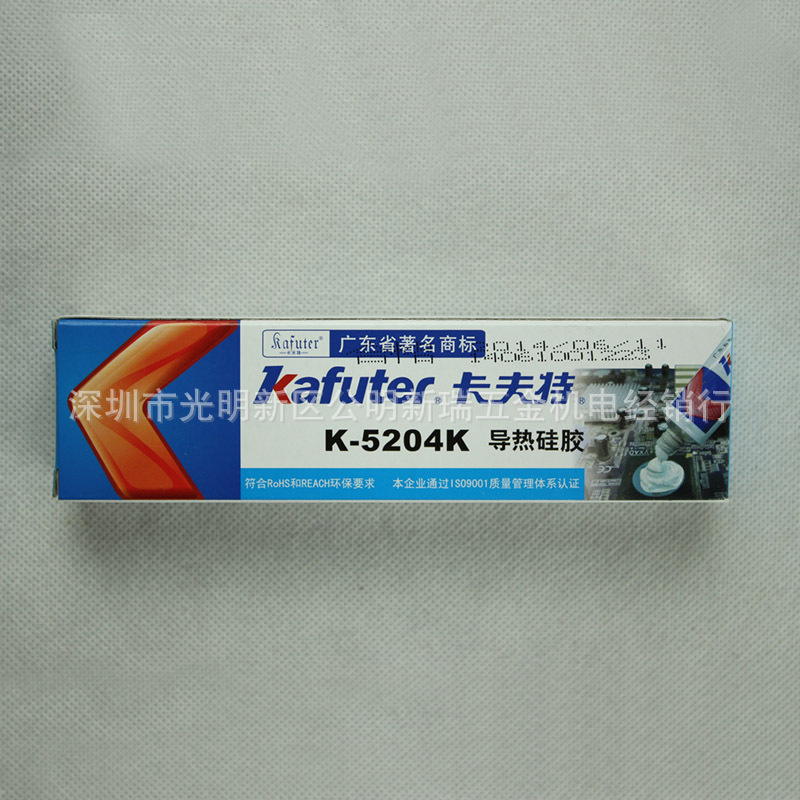 Kafuter®
卡夫特
广东省著名商标
Kafuter® 卡夫特®
深圳市光明新区公明新瑞五金机电经销行
K-5204K 导热硅胶
符合RoHS和REACH环保要求 本企业通过ISO9001质量管理体系认证